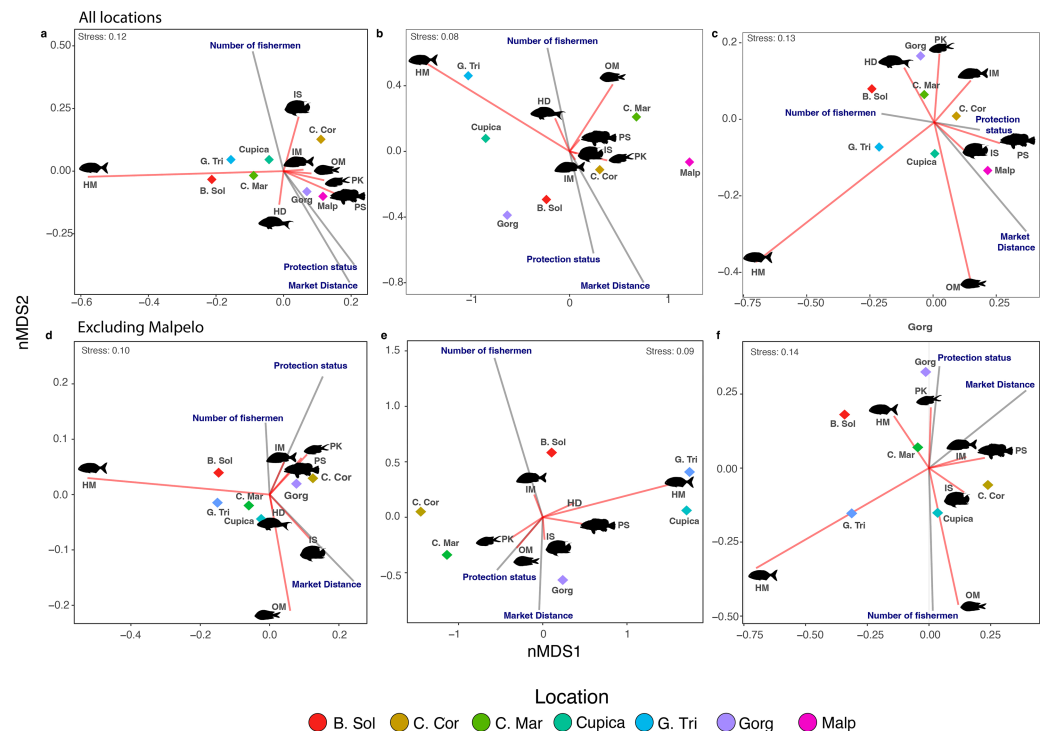 All locations
a
Stress: 0.12
Number of fishermen
0.50
0.25
0.00
−0.25
IS
C. Cor
G. Tri
Cupica
IM
OM
HM
B. Sol
C. Mar
PK
Gorg
Malp
PS
HD
Protection status
Market Distance
−0.6
−0.4
−0.2
0.0
0.2
b
Stress: 0.08
Number of fishermen
0.4
0.0
−0.4
−0.8
HM
G. Tri
OM
HD
C. Mar
Cupica
PS
IS
PK
IM
C. Cor
Malp
B. Sol
Gorg
Protection status
Market Distance
−1
0
1
c
Stress: 0.13
0.2
0.0
−0.2
−0.4
Gorg
PK
HD
IM
C. Mar
B. Sol
Number of fishermen
C. Cor
Protection
status
PS
G. Tri
Cupica
IS
Malp
Market
Distance
HM
OM
−0.75
−0.50
0.00
0.25
nMDS2
Excluding Malpelo
d
Stress: 0.10
Protection status
Number of fishermen
0.2
0.1
0.0
−0.1
−0.2
IM
PK
B. Sol
PS
C. Cor
HM
Gorg
G. Tri
C. Mar
Cupica
HD
IS
Market Distance
OM
−0.4
−0.2
0.0
0.2
e
Stress: 0.09
Number of fishermen
1.5
1.0
0.5
0.0
−0.5
B. Sol
G. Tri
IM
HM
C. Cor
HD
Cupica
PS
C. Mar
PK
IS
OM
Protection status
Gorg
Market Distance
−1
0
1
nMDS1
Gorg
f
Stress: 0.14
Gorg
Protection status
Market Distance
0.25
0.00
−0.25
−0.50
PK
B. Sol
HM
C. Mar
IM
PS
IS
C. Cor
G. Tri
Cupica
HM
OM
Number of fishermen
−0.75
−0.50
0.00
0.25
Location
B. Sol C. Cor C. Mar Cupica G. Tri Gorg Malp